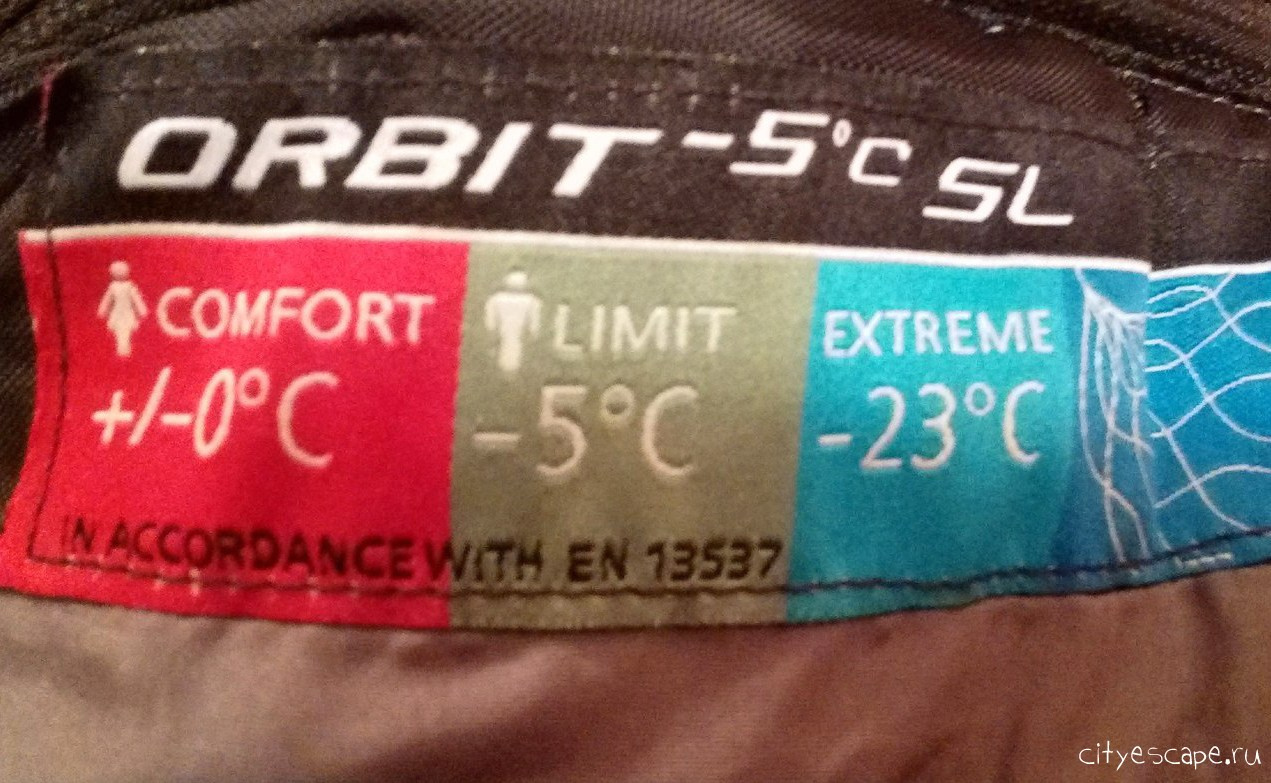 ORBIT -5°C SL
COMFORT LIMIT EXTREME
+/-0°C -5°C -23°C
IN ACCORDANCE WITH EN 13537
cityescape.ru